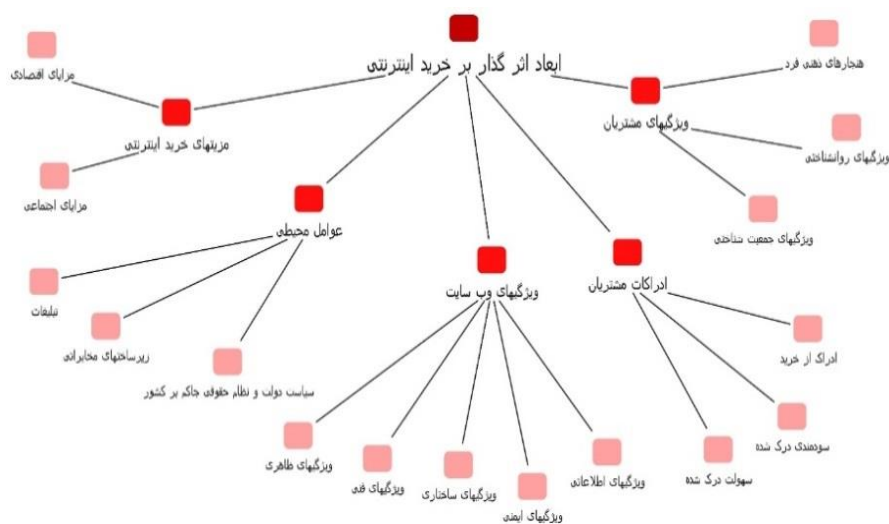 ابعاد اثر گذار بر خرید اینترنتی
ویژگیهای مشتریان
هنجارهای ذهنی فرد
ویژگیهای روانشناختی
ویژگیهای جمعیت شناختی
ادراکات مشتریان
ادراک از خرید
سودمندی درک شده
سهولت درک شده
ویژگیهای وب سایت
ویژگیهای اطلاعاتی
ویژگیهای ایمنی
ویژگیهای ساختاری
ویژگیهای فنی
ویژگیهای ظاهری
عوامل محیطی
سیاست دولت و نظام حقوقی حاکم بر کشور
زیرساختهای مخابراتی
تبلیغات
مزیتهای خرید اینترنتی
مزایای اقتصادی
مزایای اجتماعی